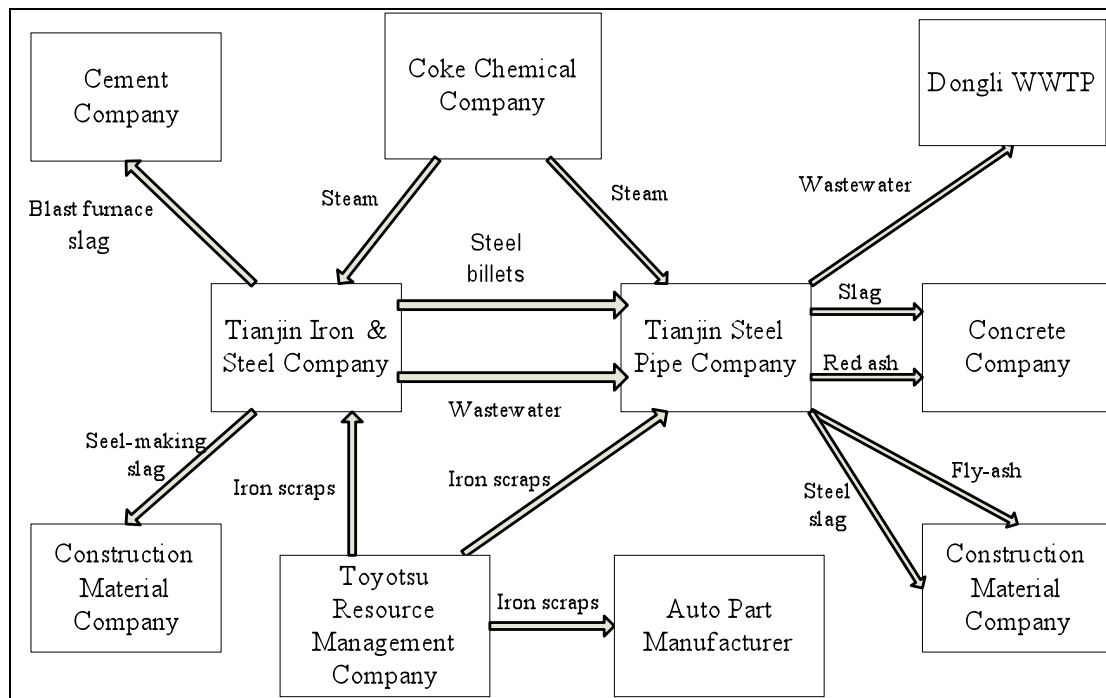 Cement
Company
Coke Chemical
Company
Dongli WWTP
Steam
Steam
Wastewater
Blast furnace
slag
Steel
billets
Tianjin Iron &
Steel Company
Tianjin Steel
Pipe Company
Slag
Red ash
Concrete
Company
Wastewater
Seel-making
slag
Iron scraps
Iron scraps
Steel
slag
Fly-ash
Construction
Material
Company
Toyotsu
Resource
Management
Company
Iron scraps
Auto Part
Manufacturer
Construction
Material
Company